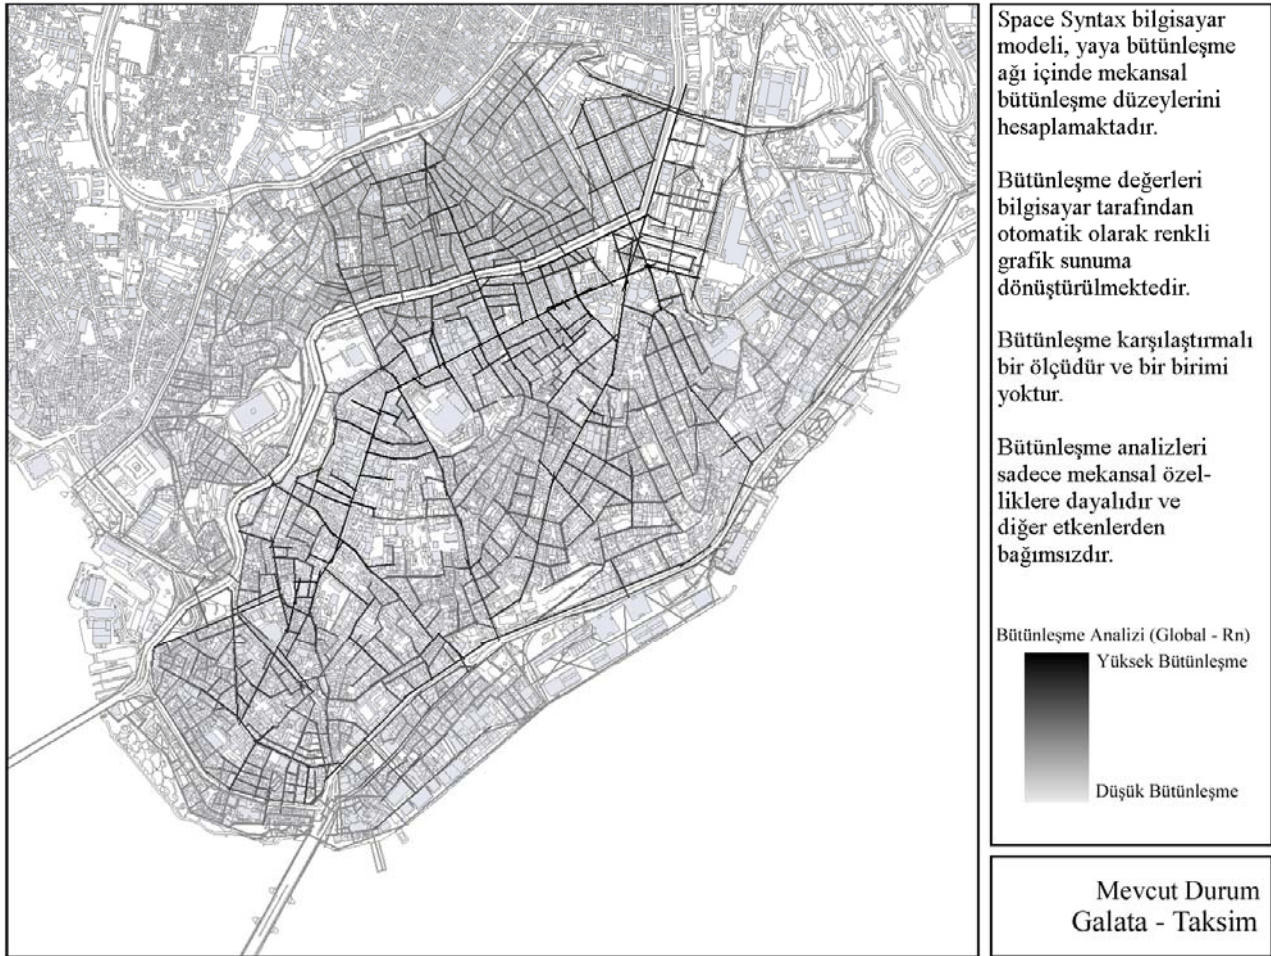 Space Syntax bilgisayar
modeli, yaya bütünleşme
ağı içinde mekansal
bütünleşme düzeylerini
hesaplamaktadır.
Bütünleşme değerleri
bilgisayar tarafından
otomatik olarak renkli
grafik sunuma
dönüştürülmektedir.
Bütünleşme karşılaştırmalı
bir ölçüdür ve bir birimi
yoktur.
Bütünleşme analizleri
sadece mekansal özel-
liklere dayalıdır ve
diğer etkenlerden
bağımsızdır.
Bütünleşme Analizi (Global - Rn)
Yüksek Bütünleşme
Düşük Bütünleşme
Mevcut Durum
Galata - Taksim